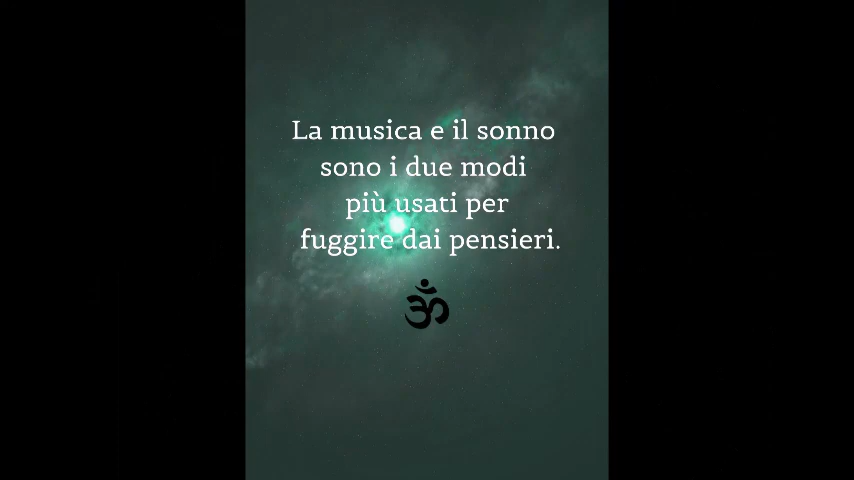 La musica e il sonno
sono i due modi
più usati per
fuggire dai pensieri.
ॐ